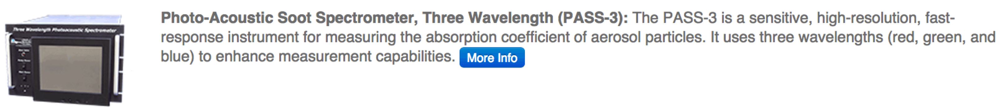 Three Wavelength Photoacoustic Spectrometer
Photo-Acoustic Soot Spectrometer, Three Wavelength (PASS-3): The PASS-3 is a sensitive, high-resolution, fast-
response instrument for measuring the absorption coefficient of aerosol particles. It uses three wavelengths (red, green, and
blue) to enhance measurement capabilities. More Info